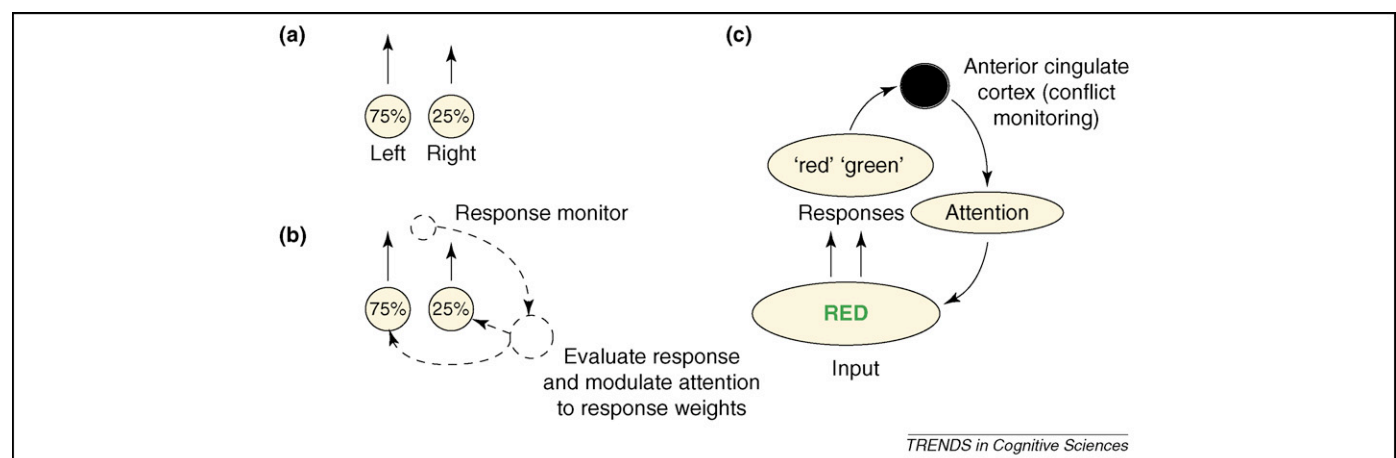 (a)
75% 25%
Left Right
(b)
Response monitor
75% 25%
Evaluate response
and modulate attention
to response weights
(c)
Anterior cingulate
cortex (conflict
monitoring)
‘red’ ‘green’
Responses
Attention
RED
Input
TRENDS in Cognitive Sciences